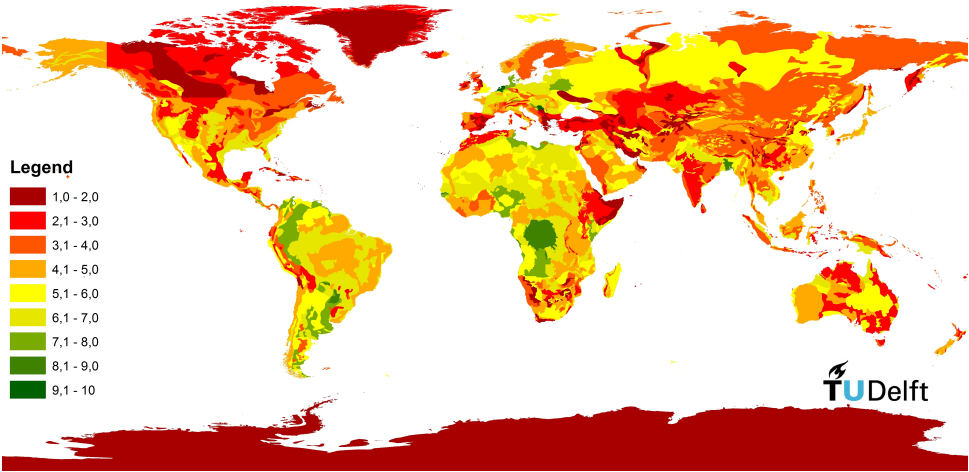 Legend
1,0 - 2,0
2,1 - 3,0
3,1 - 4,0
4,1 - 5,0
5,1 - 6,0
6,1 - 7,0
7,1 - 8,0
8,1 - 9,0
9,1 - 10
TUDelft